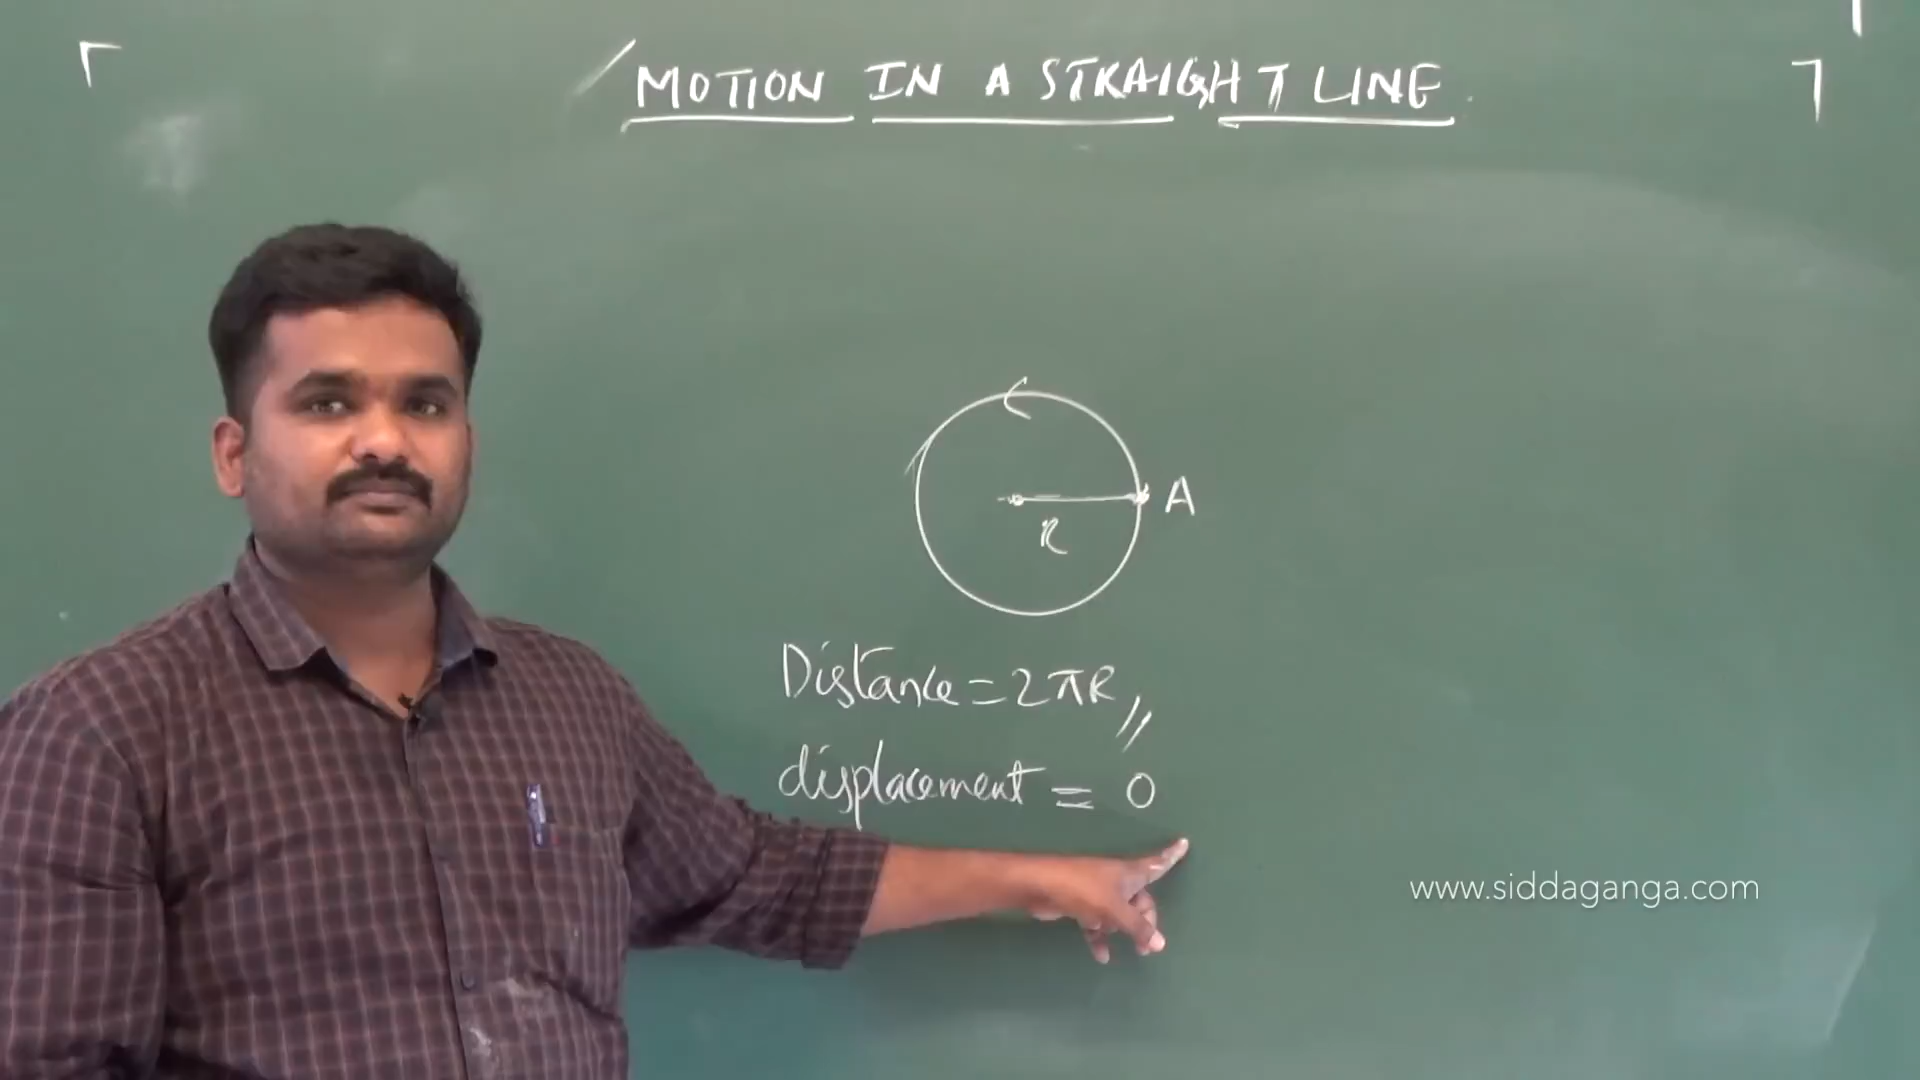 MOTION IN A STRAIGHT LINE
A
R
Distance = 2πR //
displacement = 0
www.siddaganga.com